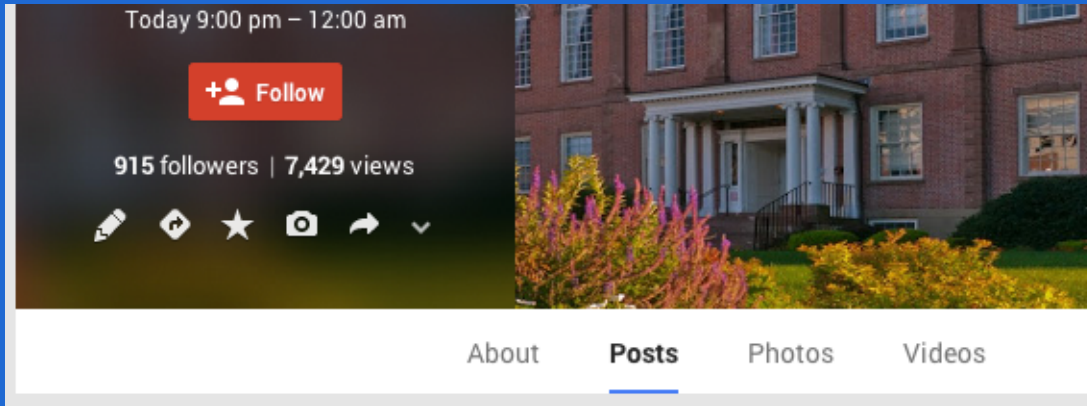 Today 9:00 pm – 12:00 am
Follow
915 followers | 7,429 views
About Posts Photos Videos